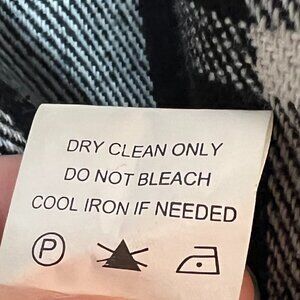 DRY CLEAN ONLY
DO NOT BLEACH
COOL IRON IF NEEDED
P